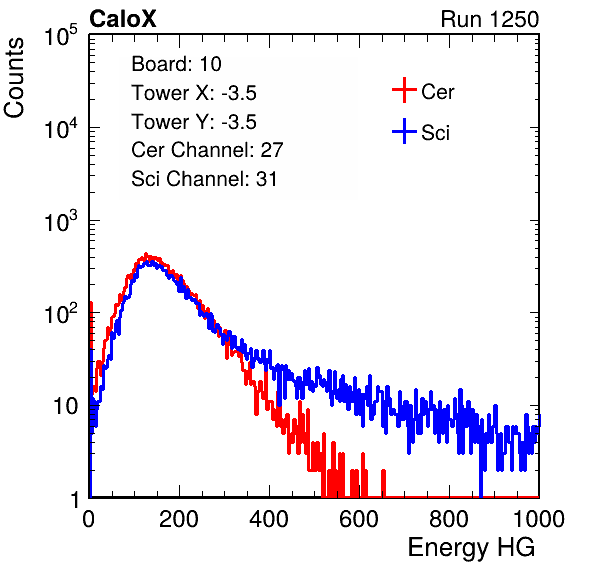 CaloX Run 1250
Counts
Board: 10
Tower X: -3.5
Tower Y: -3.5
Cer Channel: 27
Sci Channel: 31
Cer
Sci
10^5
10^4
10^3
10^2
10
1
0 200 400 600 800 1000
Energy HG